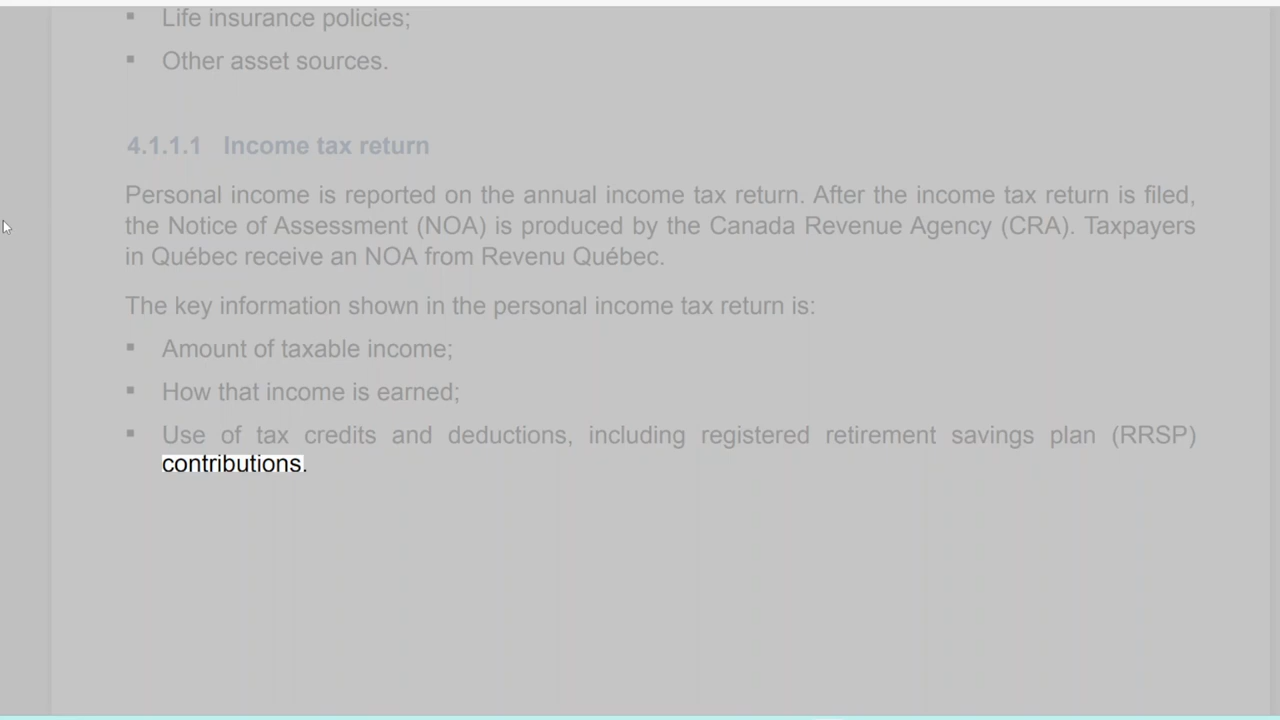 ▪ Life insurance policies;
▪ Other asset sources.
4.1.1.1 Income tax return
Personal income is reported on the annual income tax return. After the income tax return is filed,
the Notice of Assessment (NOA) is produced by the Canada Revenue Agency (CRA). Taxpayers
in Québec receive an NOA from Revenu Québec.
The key information shown in the personal income tax return is:
▪ Amount of taxable income;
▪ How that income is earned;
▪ Use of tax credits and deductions, including registered retirement savings plan (RRSP)
contributions.